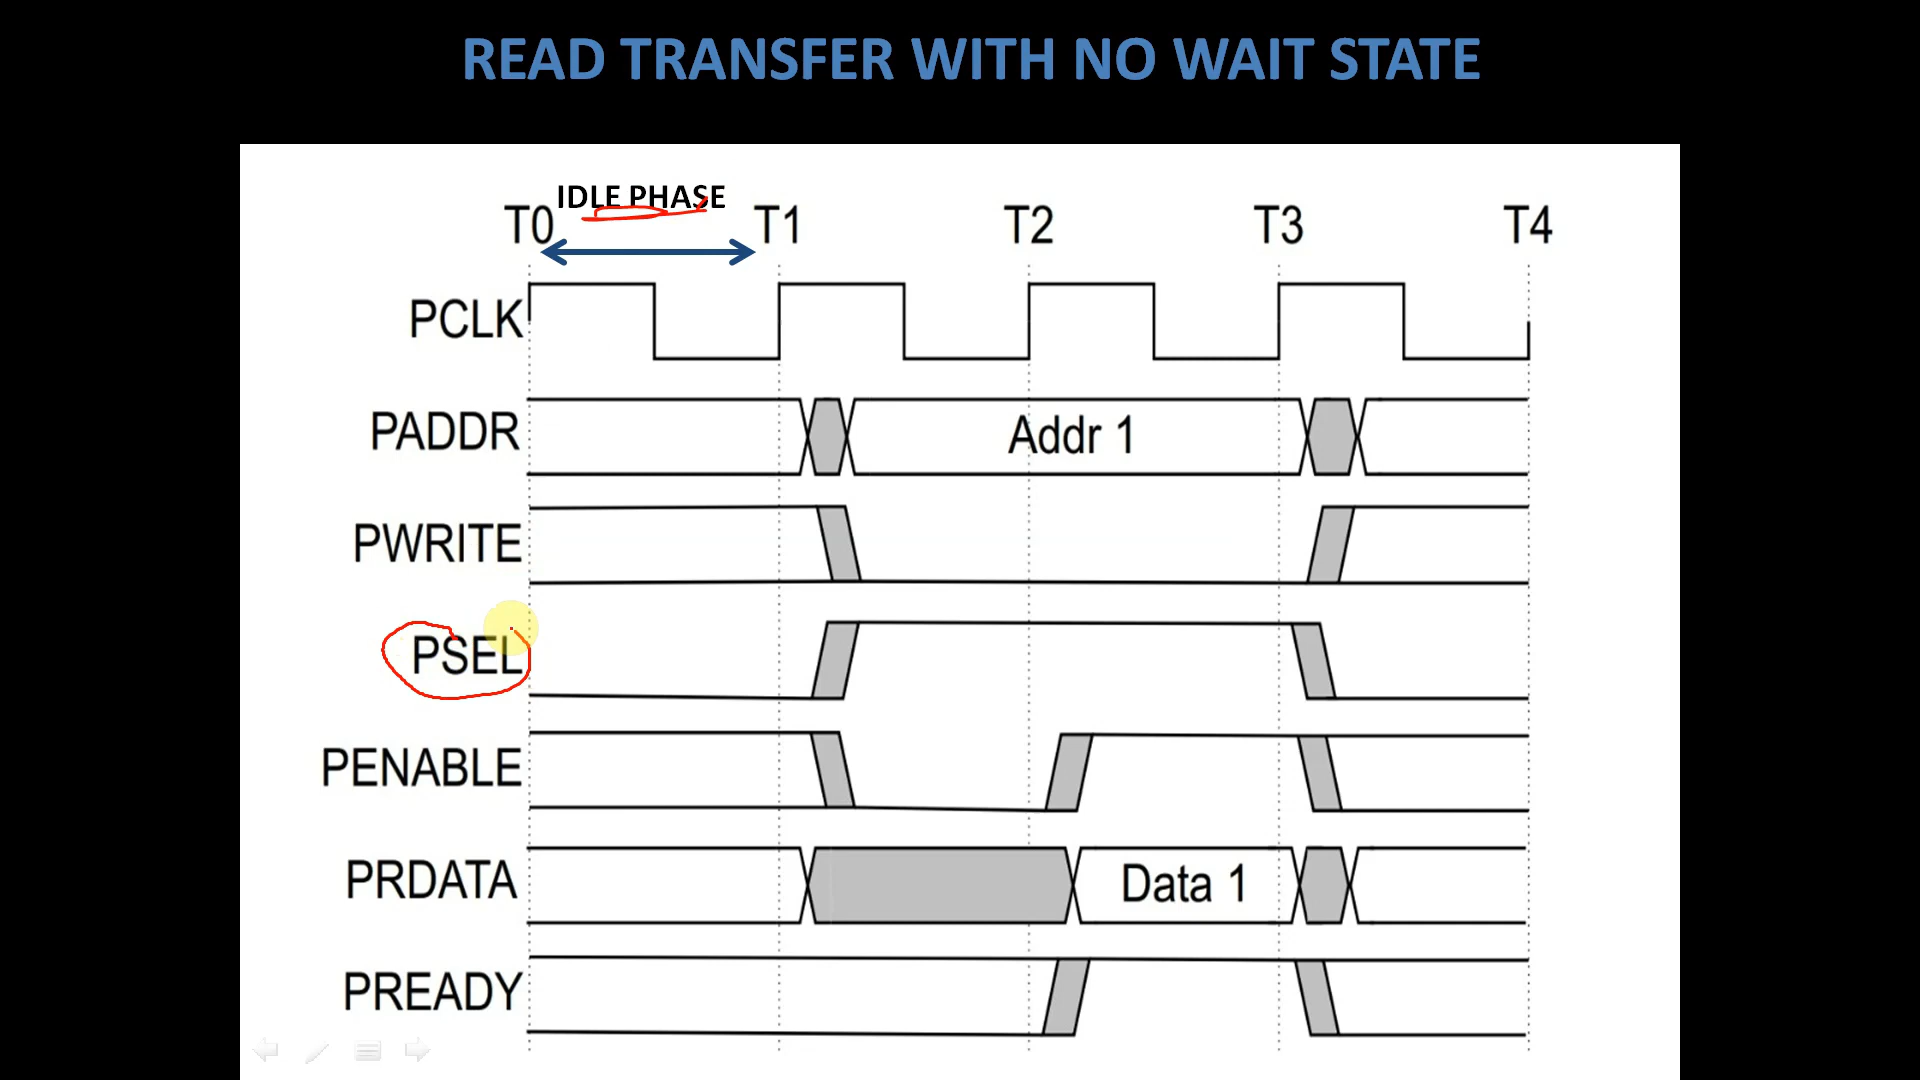 READ TRANSFER WITH NO WAIT STATE
IDLE PHASE
T0 T1 T2 T3 T4
PCLK
PADDR Addr 1
PWRITE
PSEL
PENABLE
PRDATA Data 1
PREADY